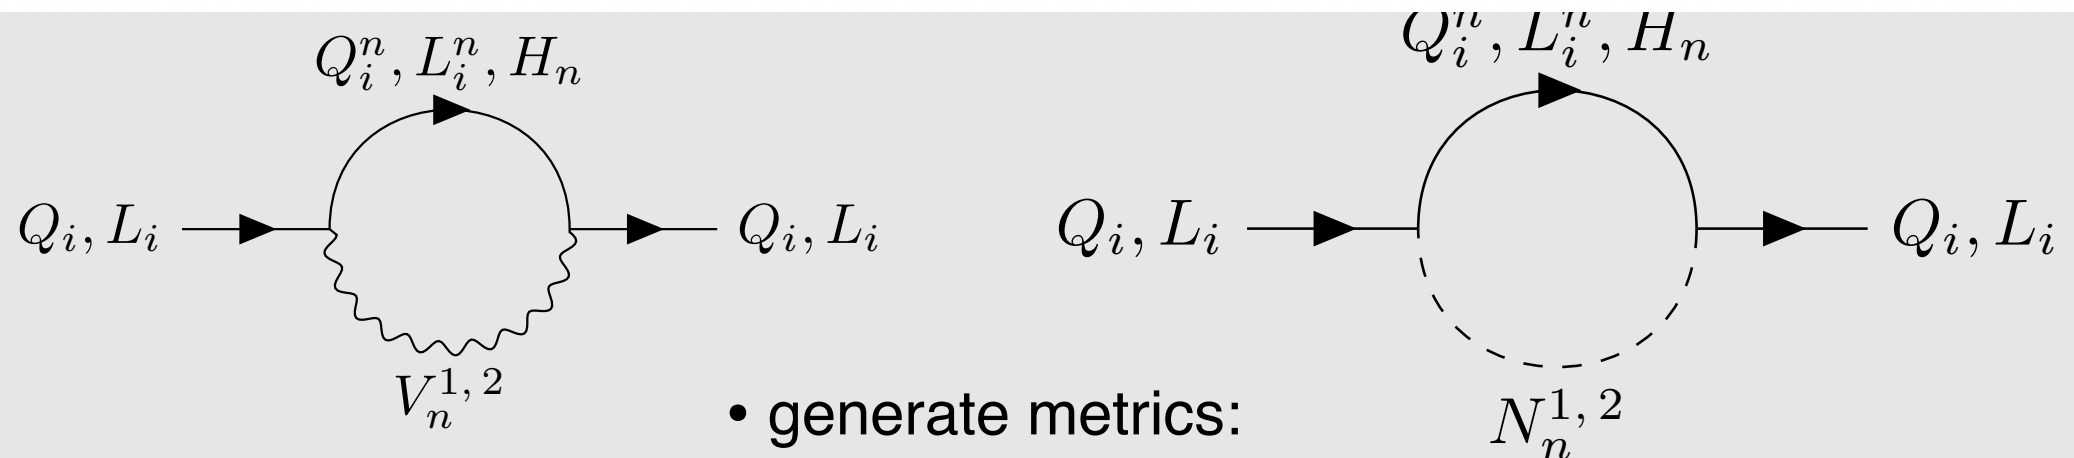 Q_i^n, L_i^n, H_n
Q_i, L_i
Q_i, L_i
V_n^{1, 2}
Q_i^n, L_i^n, H_n
Q_i, L_i
Q_i, L_i
N_n^{1, 2}
• generate metrics: